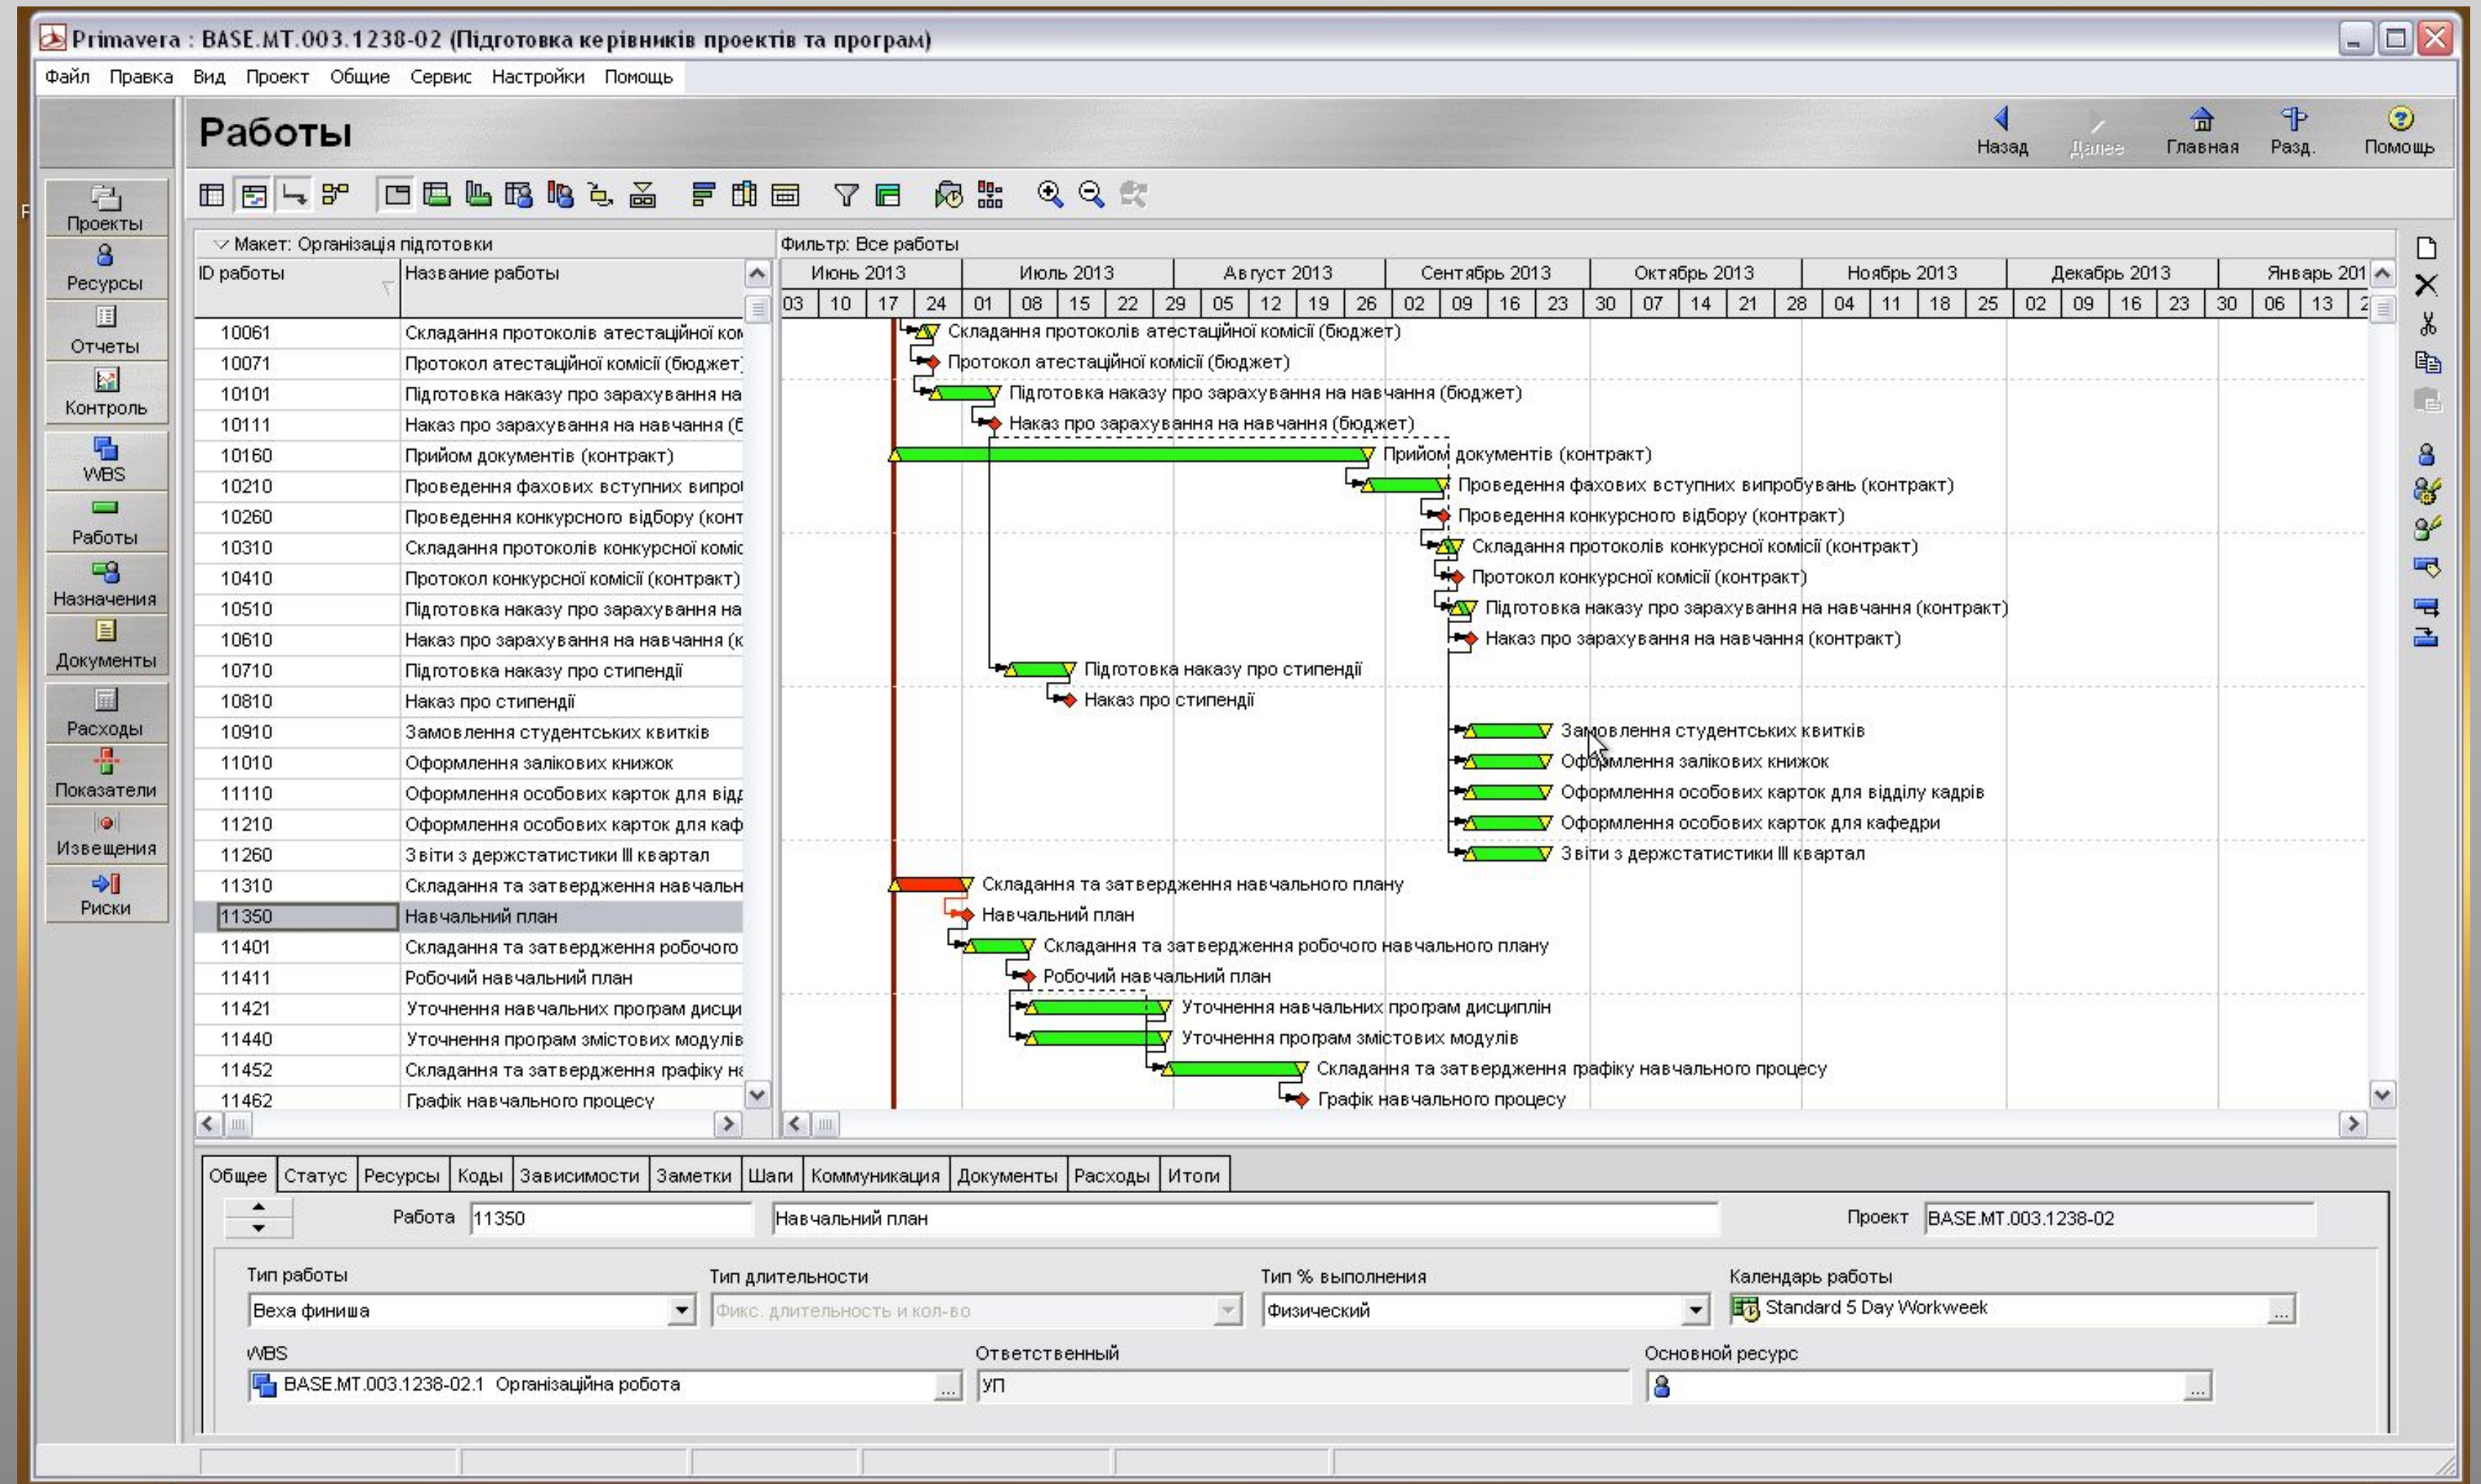 Primavera : BASE.MT.003.1238-02 (Підготовка керівників проектів та програм)
Файл Правка Вид Проект Общие Сервис Настройки Помощь
Работы
Назад Далее Главная Разд. Помощь
Проекты
Ресурсы
Отчеты
Контроль
WBS
Работы
Назначения
Документы
Расходы
Показатели
Извещения
Риски
Макет: Організація підготовки
Фильтр: Все работы
ID работы Название работы
Июнь 2013 Июль 2013 Август 2013 Сентябрь 2013 Октябрь 2013 Ноябрь 2013 Декабрь 2013 Январь 201
03 10 17 24 01 08 15 22 29 05 12 19 26 02 09 16 23 30 07 14 21 28 04 11 18 25 02 09 16 23 30 06 13 2
10061 Складання протоколів атестаційної ком
Складання протоколів атестаційної комісії (бюджет)
10071 Протокол атестаційної комісії (бюджет)
Протокол атестаційної комісії (бюджет)
10101 Підготовка наказу про зарахування на
Підготовка наказу про зарахування на навчання (бюджет)
10111 Наказ про зарахування на навчання (б
Наказ про зарахування на навчання (бюджет)
10160 Прийом документів (контракт)
Прийом документів (контракт)
10210 Проведення фахових вступних випро
Проведення фахових вступних випробувань (контракт)
10260 Проведення конкурсного відбору (конт
Проведення конкурсного відбору (контракт)
10310 Складання протоколів конкурсної коміс
Складання протоколів конкурсної комісії (контракт)
10410 Протокол конкурсної комісії (контракт)
Протокол конкурсної комісії (контракт)
10510 Підготовка наказу про зарахування на
Підготовка наказу про зарахування на навчання (контракт)
10610 Наказ про зарахування на навчання (к
Наказ про зарахування на навчання (контракт)
10710 Підготовка наказу про стипендії
Підготовка наказу про стипендії
10810 Наказ про стипендії
Наказ про стипендії
10910 Замовлення студентських квитків
Замовлення студентських квитків
11010 Оформлення залікових книжок
Оформлення залікових книжок
11110 Оформлення особових карток для відд
Оформлення особових карток для відділу кадрів
11210 Оформлення особових карток для каф
Оформлення особових карток для кафедри
11260 Звіти з держстатистики III квартал
Звіти з держстатистики III квартал
11310 Складання та затвердження навчальн
Складання та затвердження навчального плану
11350 Навчальний план
Навчальний план
11401 Складання та затвердження робочого
Складання та затвердження робочого навчального плану
11411 Робочий навчальний план
Робочий навчальний план
11421 Уточнення навчальних програм дисци
Уточнення навчальних програм дисциплін
11440 Уточнення програм змістових модулів
Уточнення програм змістових модулів
11452 Складання та затвердження графіку на
Складання та затвердження графіку навчального процесу
11462 Графік навчального процесу
Графік навчального процесу
Общее Статус Ресурсы Коды Зависимости Заметки Шаги Коммуникация Документы Расходы Итоги
Работа 11350 Навчальний план Проект BASE.MT.003.1238-02
Тип работы Тип длительности Тип % выполнения Календарь работы
Веха финиша Фикс. длительность и кол-во Физический Standard 5 Day Workweek ...
WBS Ответственный Основной ресурс
BASE.MT.003.1238-02.1 Організаційна робота ... УП ...